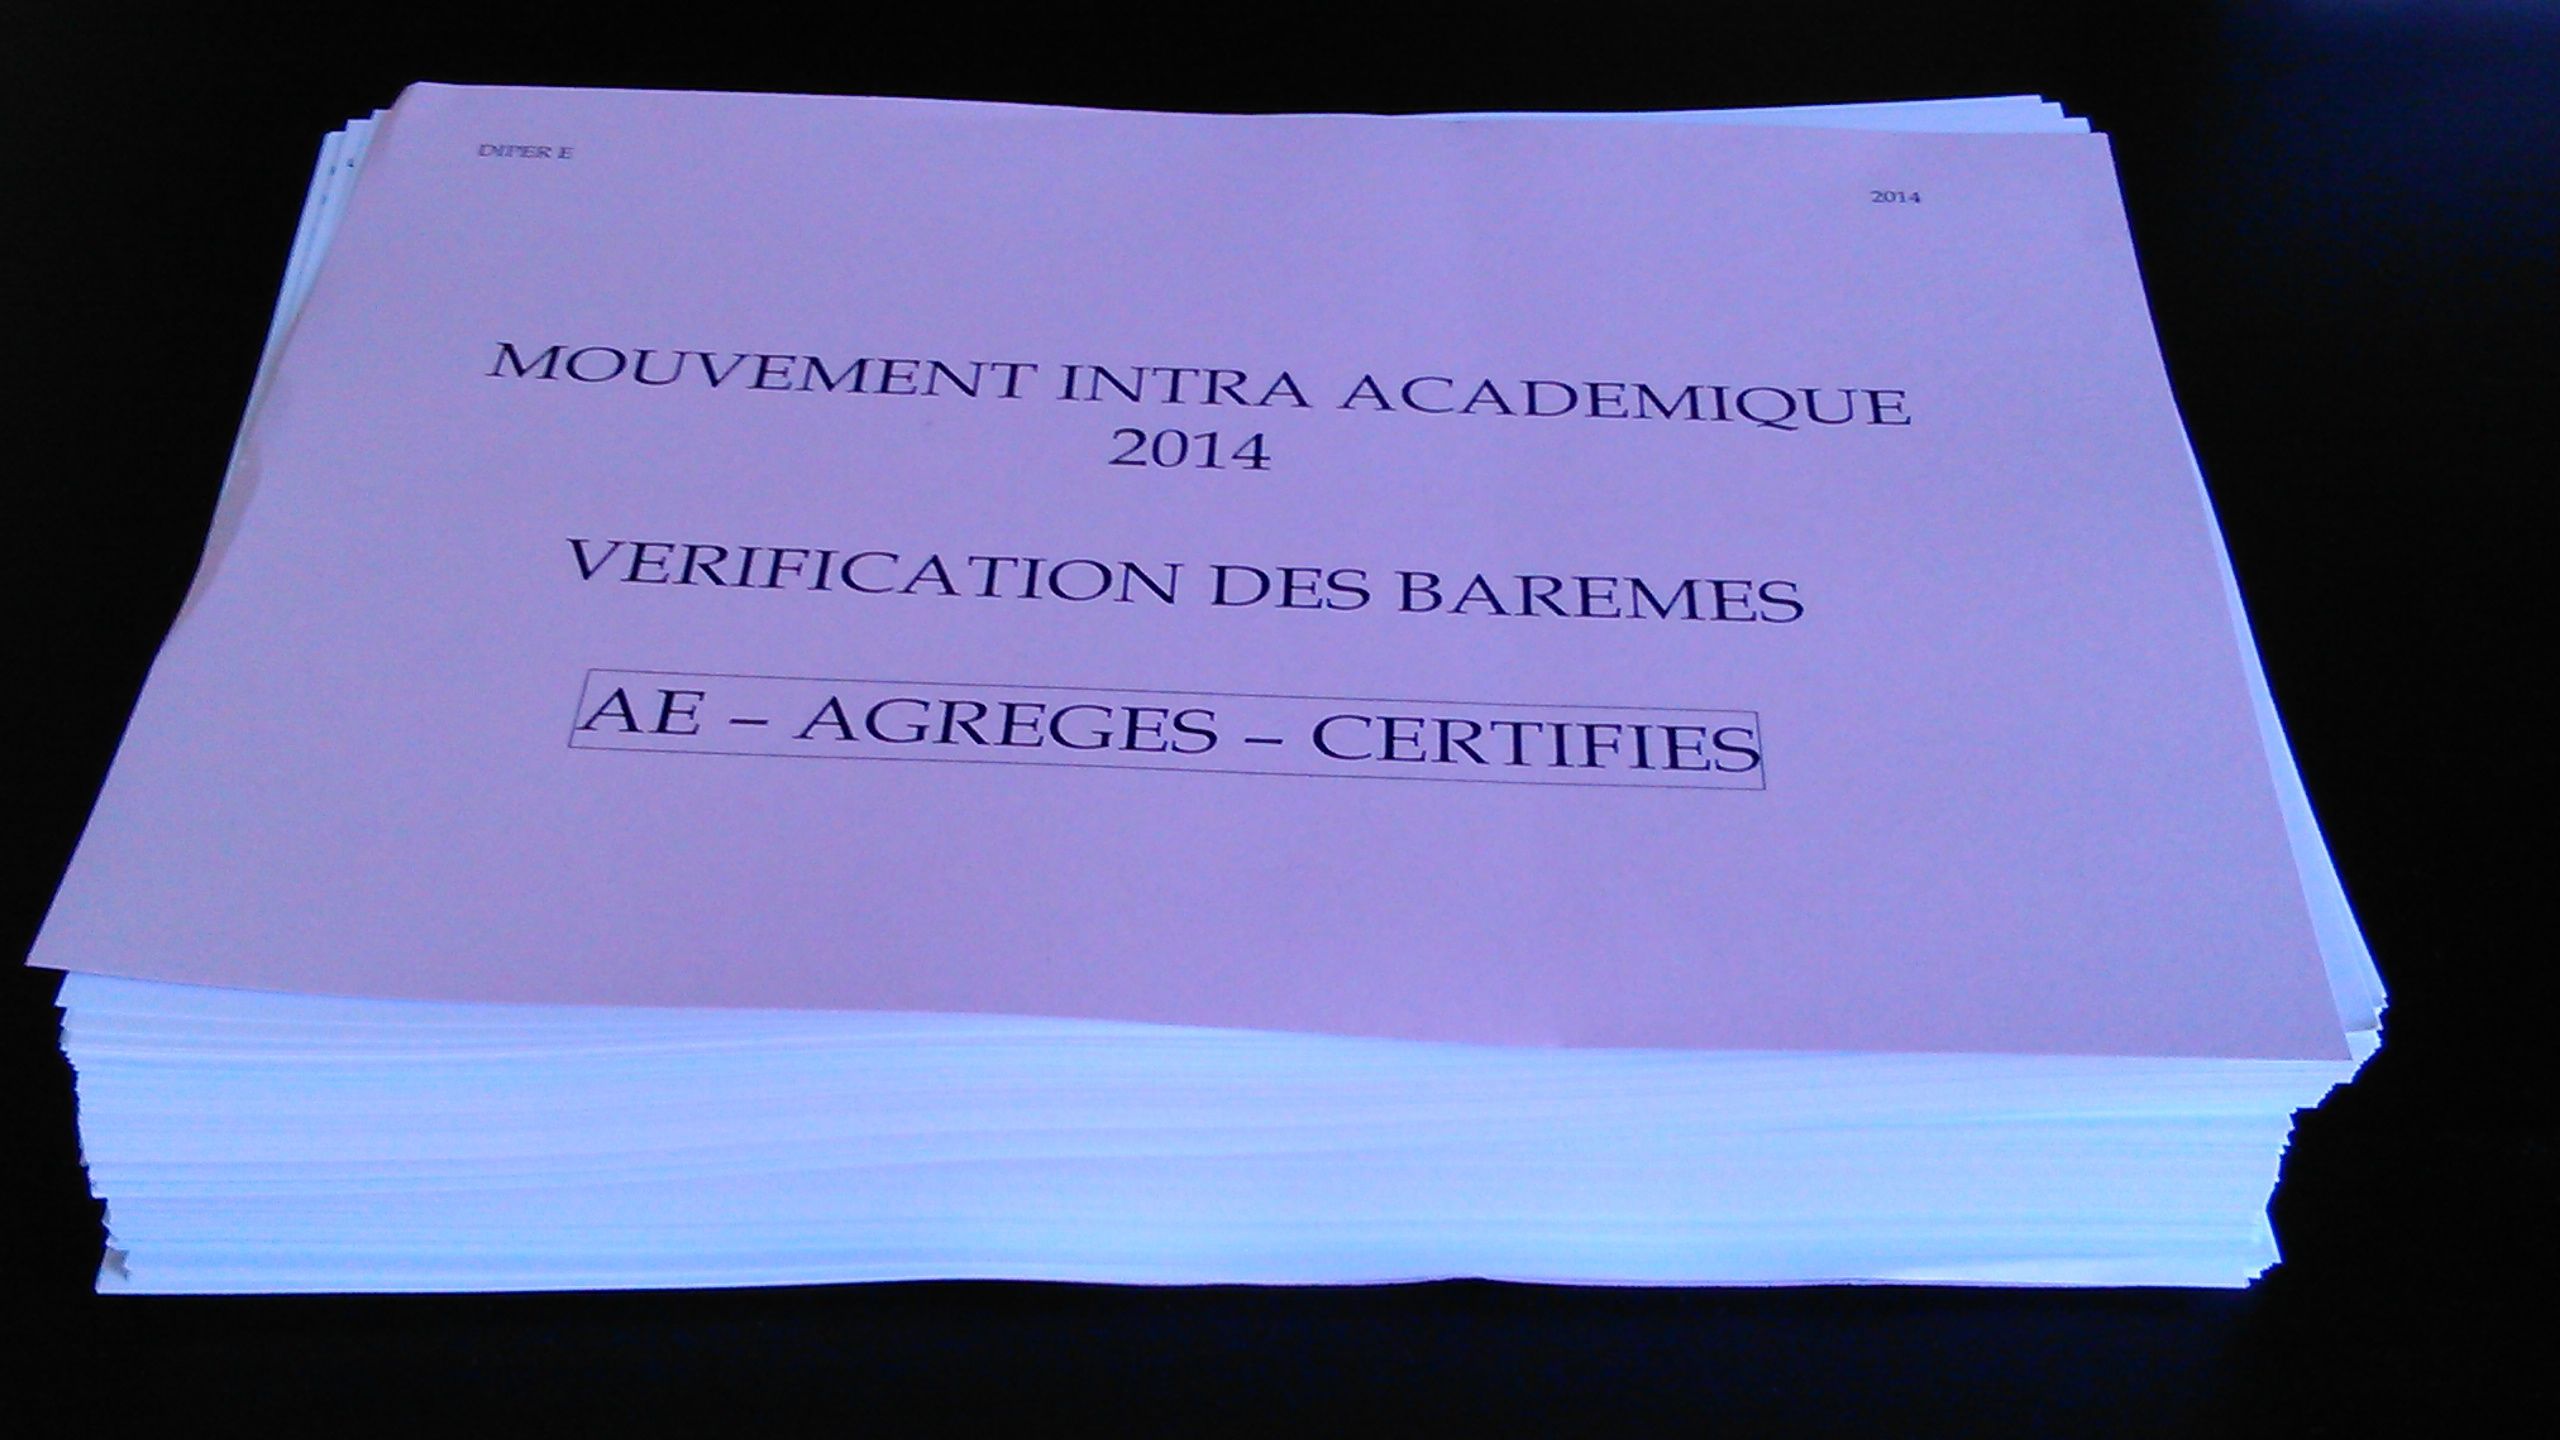 DIPER E
2014
MOUVEMENT INTRA ACADEMIQUE
2014
VERIFICATION DES BAREMES
AE – AGREGES – CERTIFIES